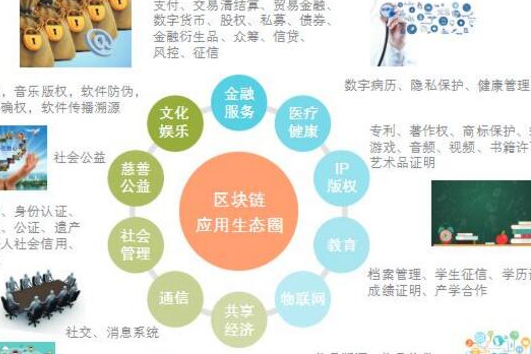 支付、交易清结算、贸易金融、
数字货币、股权、私募、债券、
金融衍生品、众筹、信贷、
风控、征信
数字病历、隐私保护、健康管理
，音乐版权，软件防伪，
确权，软件传播溯源
金融
服务
文化
娱乐
医疗
健康
专利、著作权、商标保护、
游戏、音频、视频、书籍许
艺术品证明
社会公益
慈善
公益
IP
版权
区块链
应用生态圈
、身份认证、
、公证、遗产
人社会信用、
社会
管理
教育
档案管理、学生征信、学历
成绩证明、产学合作
通信
物联网
共享
经济
社交、消息系统